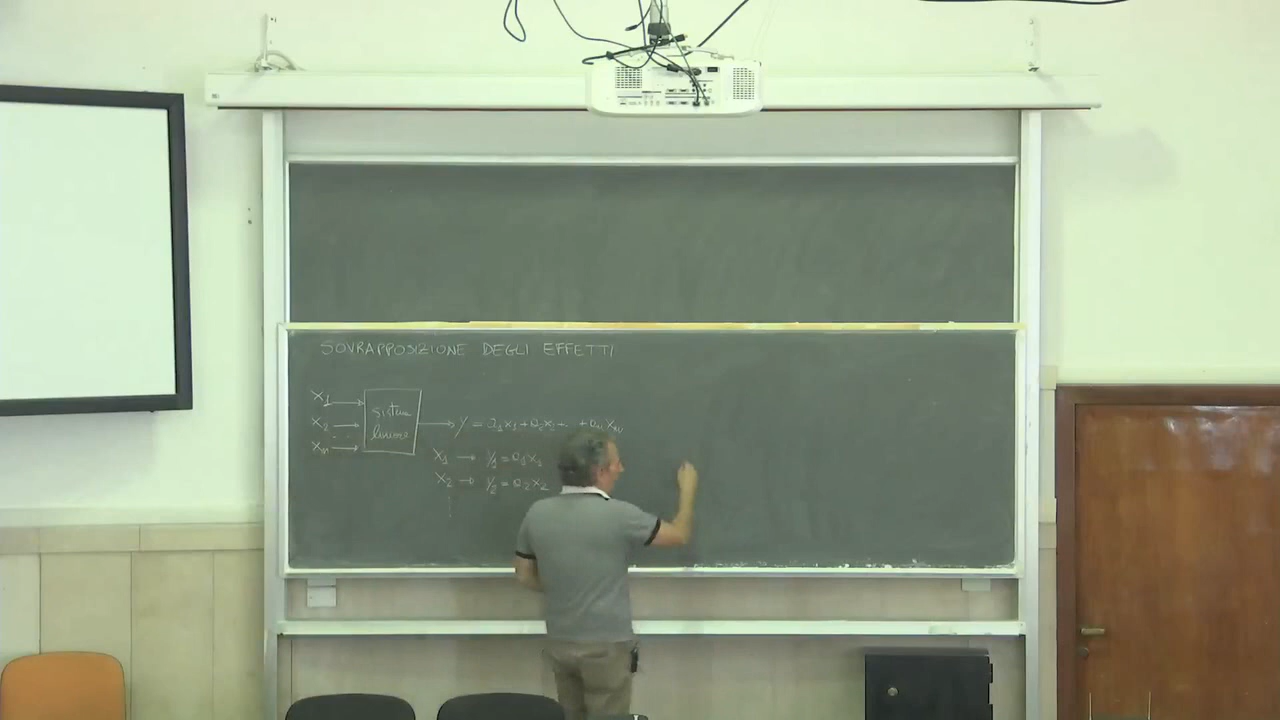 SOVRAPPOSIZIONE DEGLI EFFETTI
X1
X2
Xn
Sistema
lineare
y = a1x1 + a2x2 + .. + anxn
X1 → y1 = a1x1
X2 → y2 = a2x2